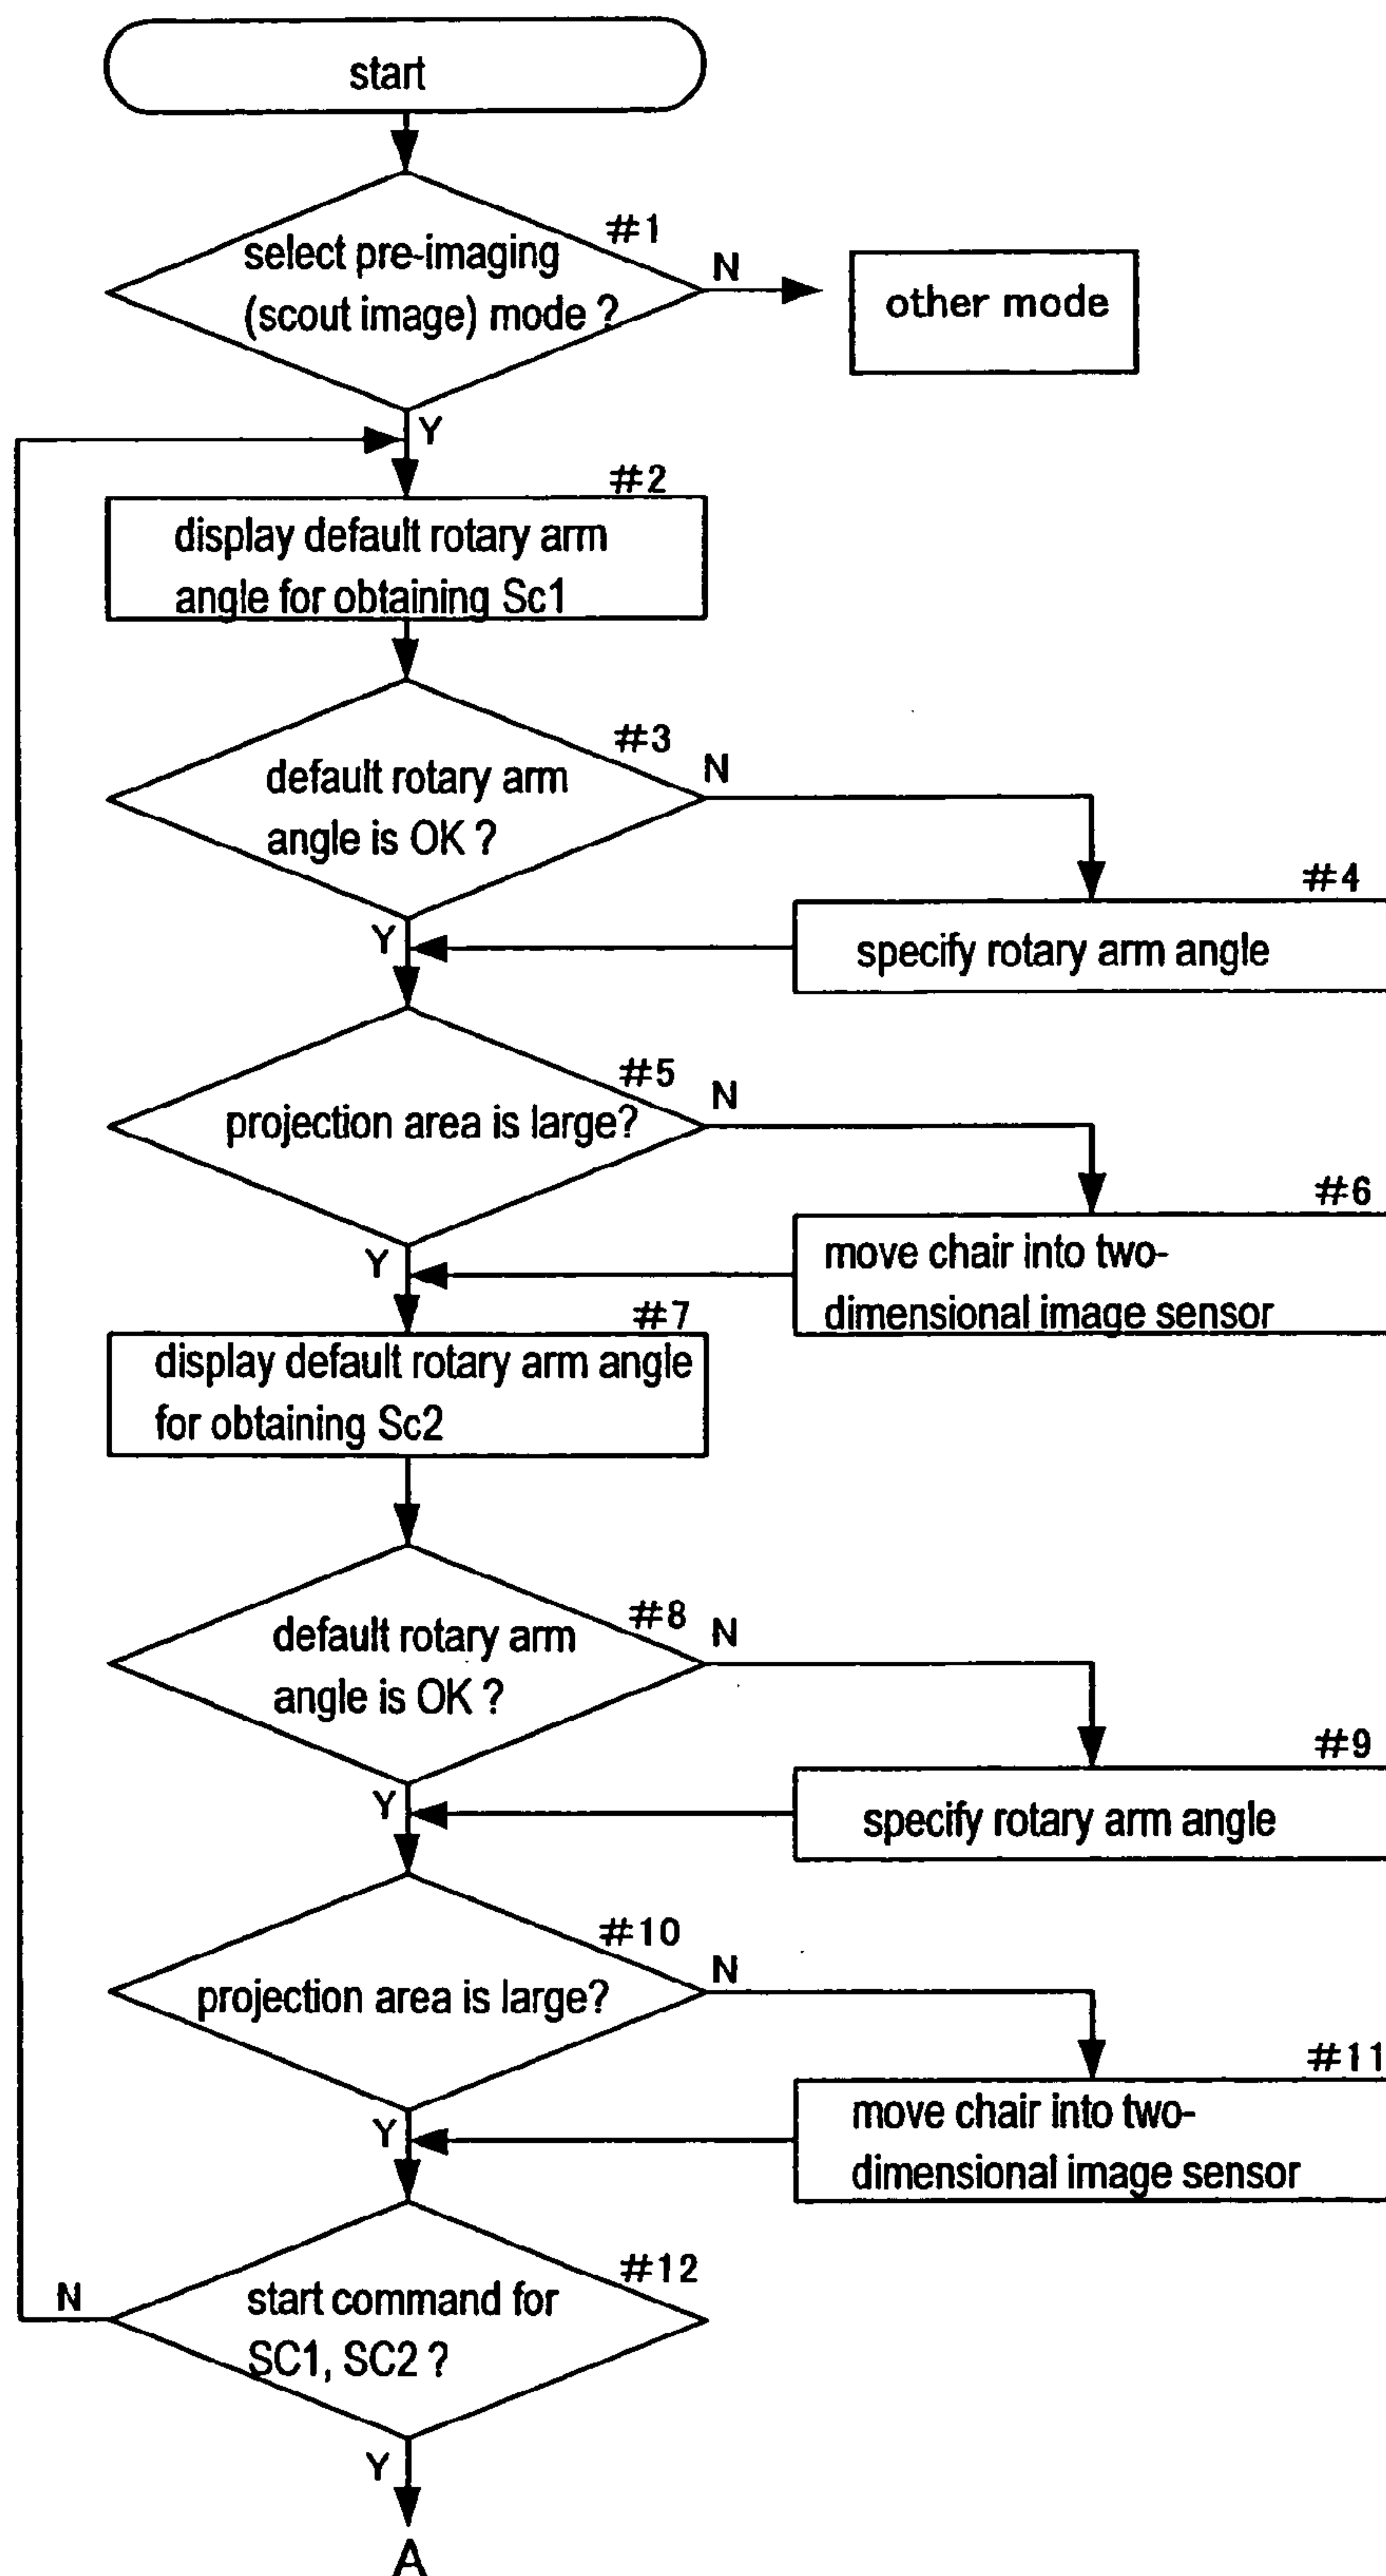 start
#1
select pre-imaging
(scout image) mode ?
N
other mode
Y
#2
display default rotary arm
angle for obtaining Sc1
#3
default rotary arm
angle is OK ?
N
#4
specify rotary arm angle
Y
#5
projection area is large?
N
#6
move chair into two-
dimensional image sensor
Y
#7
display default rotary arm angle
for obtaining Sc2
#8
default rotary arm
angle is OK ?
N
#9
specify rotary arm angle
Y
#10
projection area is large?
N
#11
move chair into two-
dimensional image sensor
Y
#12
start command for
SC1, SC2 ?
N
Y
A